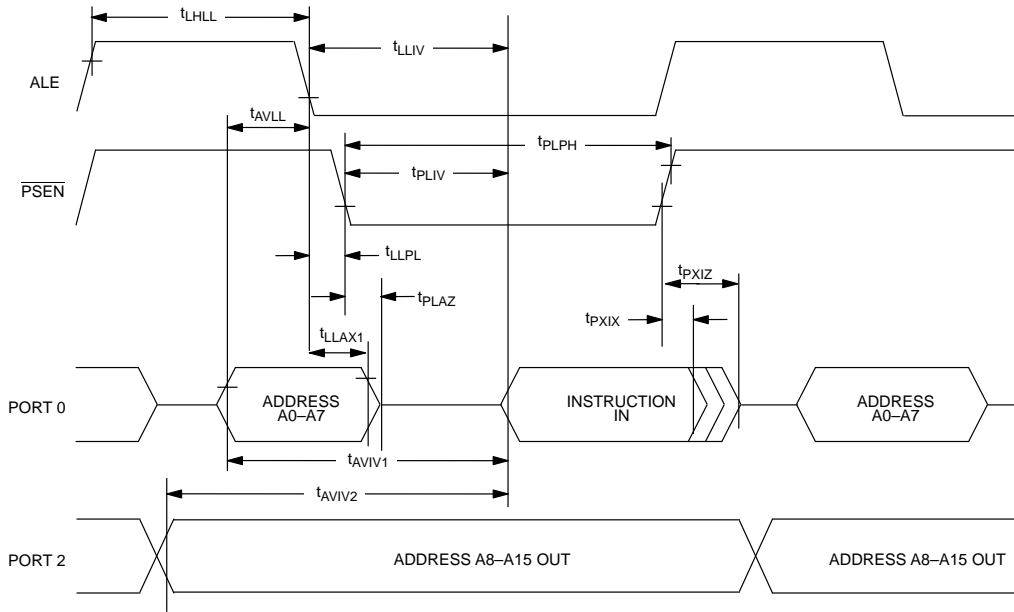 tLHLL
tLLIV
ALE
tAVLL
tPLPH
PSEN
tPLIV
tLLPL
tPLAZ
tPXIZ
tPXIX
tLLAX1
PORT 0
ADDRESS
A0–A7
INSTRUCTION
IN
ADDRESS
A0–A7
tAVIV1
tAVIV2
PORT 2
ADDRESS A8–A15 OUT
ADDRESS A8–A15 OUT